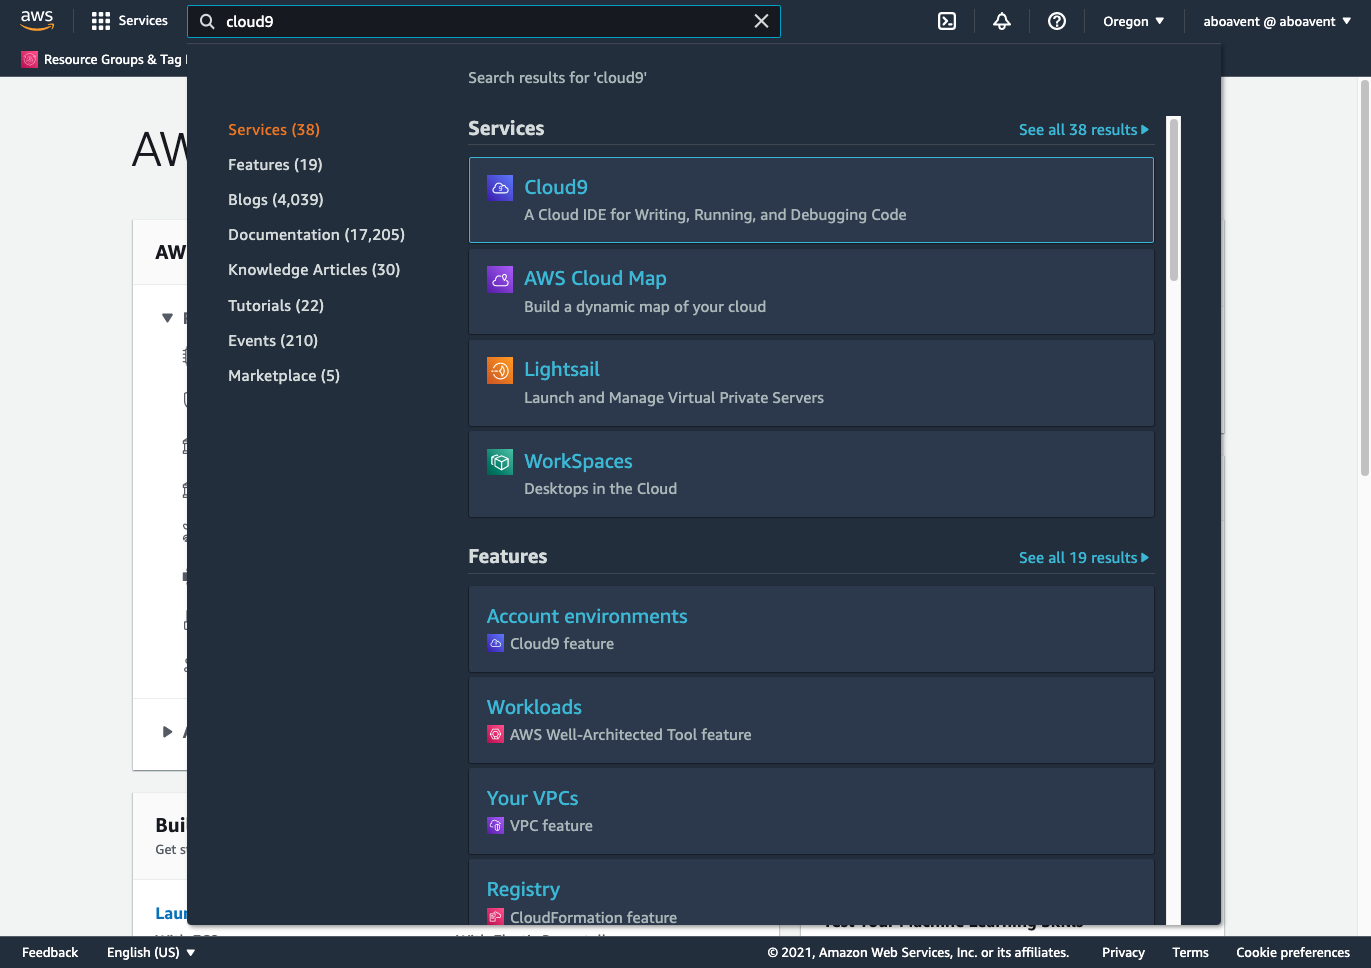 aws
Services
cloud9
Oregon
aboavent @ aboavent
Resource Groups & Tag
Search results for 'cloud9'
Services (38)
Features (19)
Blogs (4,039)
Documentation (17,205)
Knowledge Articles (30)
Tutorials (22)
Events (210)
Marketplace (5)
Services
See all 38 results
Cloud9
A Cloud IDE for Writing, Running, and Debugging Code
AWS Cloud Map
Build a dynamic map of your cloud
Lightsail
Launch and Manage Virtual Private Servers
WorkSpaces
Desktops in the Cloud
Features
See all 19 results
Account environments
Cloud9 feature
Workloads
AWS Well-Architected Tool feature
Your VPCs
VPC feature
Registry
CloudFormation feature
AW
AW
Bui
Get s
Lau
Feedback
English (US)
© 2021, Amazon Web Services, Inc. or its affiliates.
Privacy
Terms
Cookie preferences